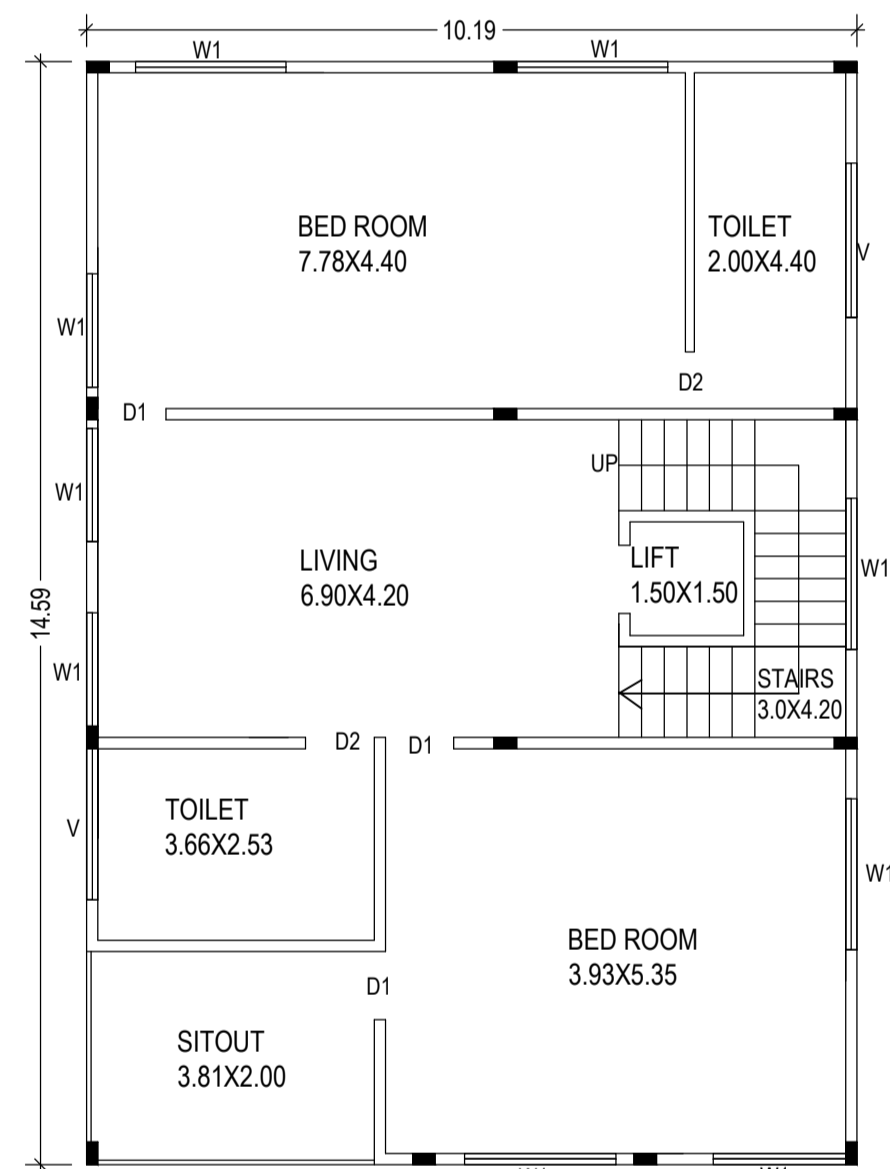 10.19
W1
W1
BED ROOM
7.78X4.40
TOILET
2.00X4.40
V
W1
D2
D1
UP
W1
LIVING
6.90X4.20
LIFT
1.50X1.50
W1
14.59
W1
STAIRS
3.0X4.20
D2
D1
TOILET
3.66X2.53
V
W1
BED ROOM
3.93X5.35
D1
SITOUT
3.81X2.00